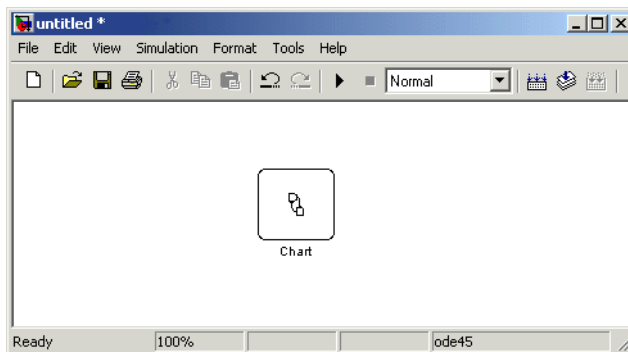 untitled *
File Edit View Simulation Format Tools Help
Normal
Chart
Ready 100% ode45